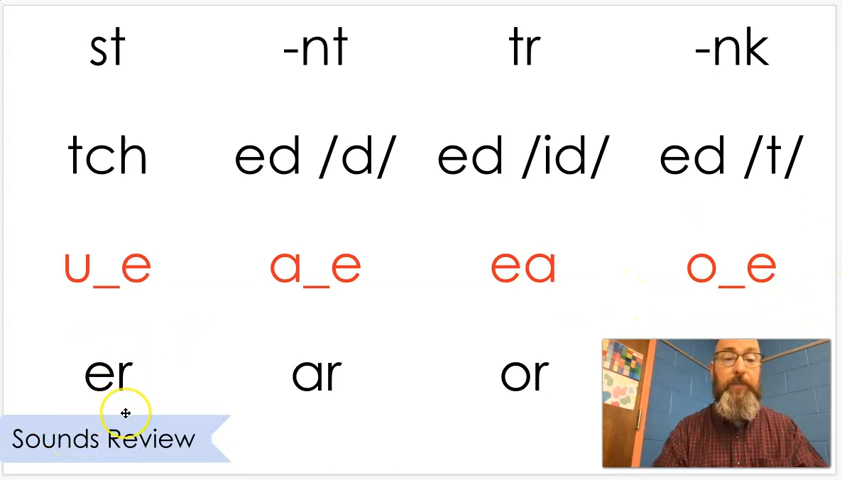 st -nt tr -nk
tch ed /d/ ed /id/ ed /t/
u_e a_e ea o_e
er ar or
Sounds Review